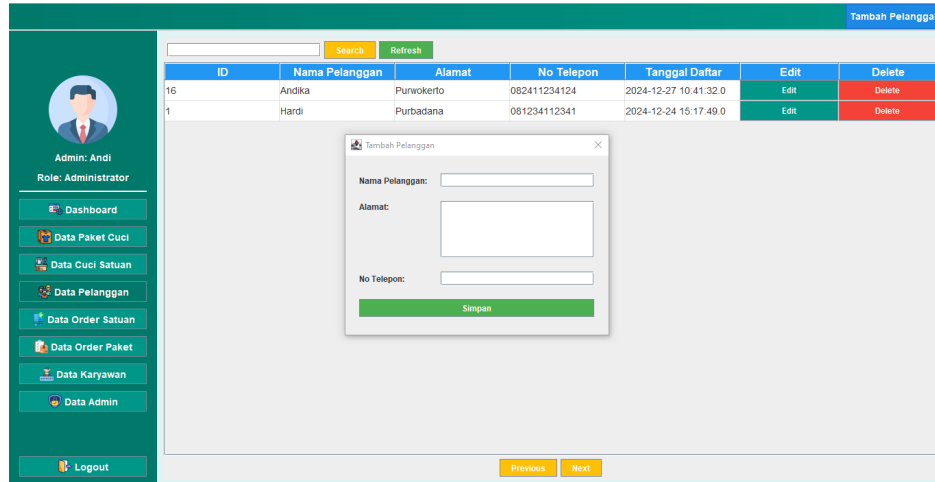 Tambah Pelangga
Search Refresh
ID Nama Pelanggan Alamat No Telepon Tanggal Daftar Edit Delete
16 Andika Purwokerto 082411234124 2024-12-27 10:41:32.0 Edit Delete
1 Hardi Purbadana 081234112341 2024-12-24 15:17:49.0 Edit Delete
Admin: Andi
Role: Administrator
Dashboard
Data Paket Cuci
Data Cuci Satuan
Data Pelanggan
Data Order Satuan
Data Order Paket
Data Karyawan
Data Admin
Logout
Tambah Pelanggan
Nama Pelanggan:
Alamat:
No Telepon:
Simpan
Previous Next